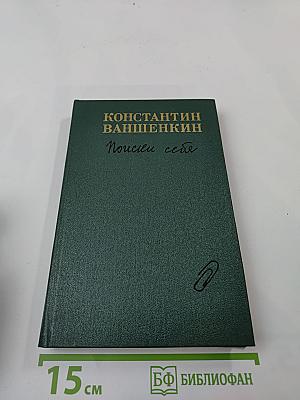 КОНСТАНТИН
ВАНШЕНКИН
Поиски себя
15 см
БФ БИБЛИОФАН